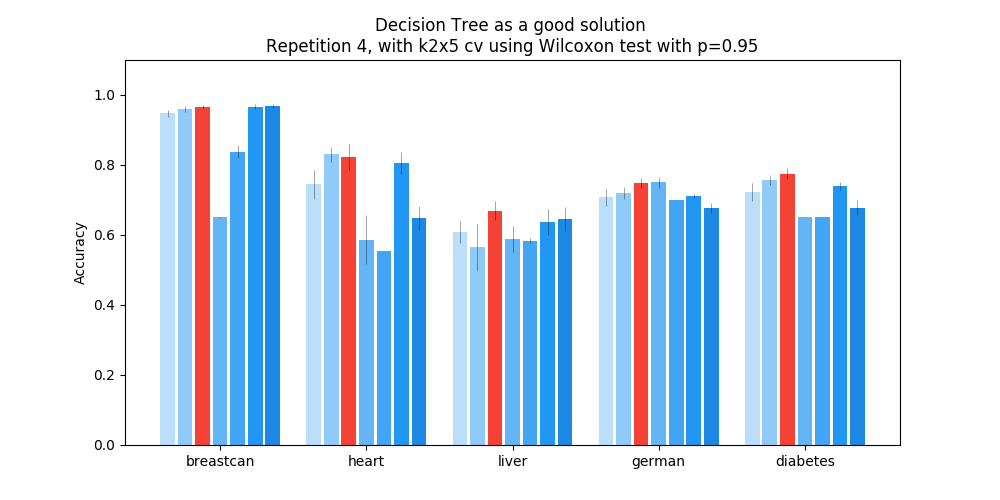 Decision Tree as a good solution
Repetition 4, with k2x5 cv using Wilcoxon test with p=0.95
Accuracy
1.0
0.8
0.6
0.4
0.2
0.0
breastcan heart liver german diabetes